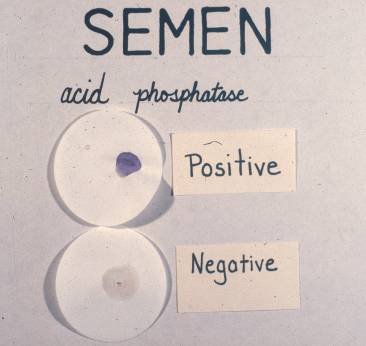 SEMEN
acid phosphatase
Positive
Negative